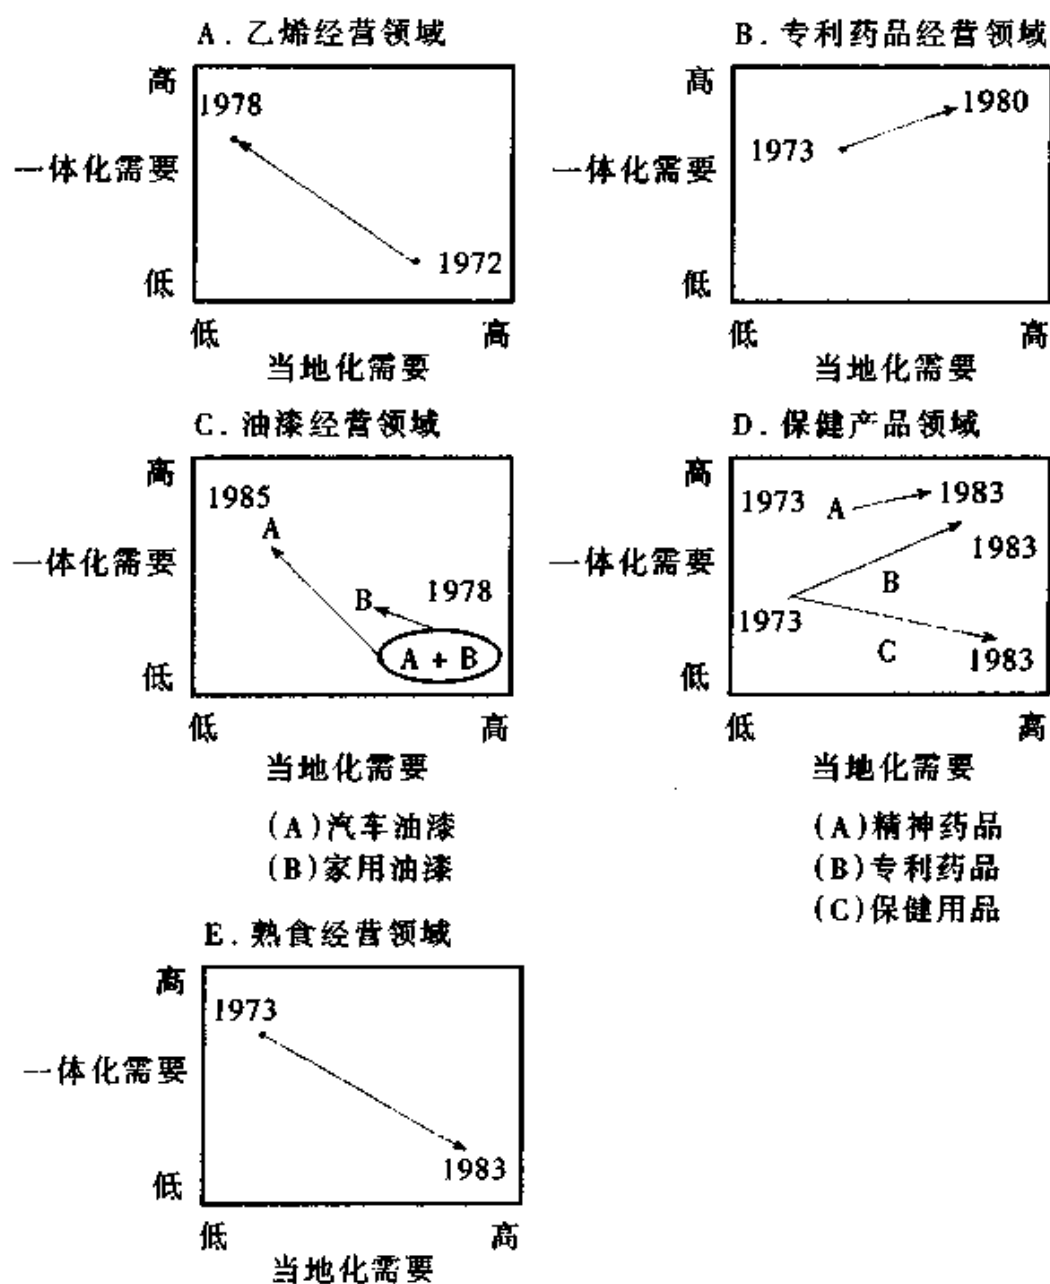 A. 乙烯经营领域
高
1978
一体化需要
1972
低
低
高
当地化需要
B. 专利药品经营领域
高
1980
1973
一体化需要
低
低
高
当地化需要
C. 油漆经营领域
高
1985
A
一体化需要
B
1978
A + B
低
低
高
当地化需要
(A)汽车油漆
(B)家用油漆
D. 保健产品领域
高
1973
A
1983
1983
一体化需要
B
1973
C
1983
低
低
高
当地化需要
(A)精神药品
(B)专利药品
(C)保健用品
E. 熟食经营领域
高
1973
一体化需要
1983
低
低
高
当地化需要